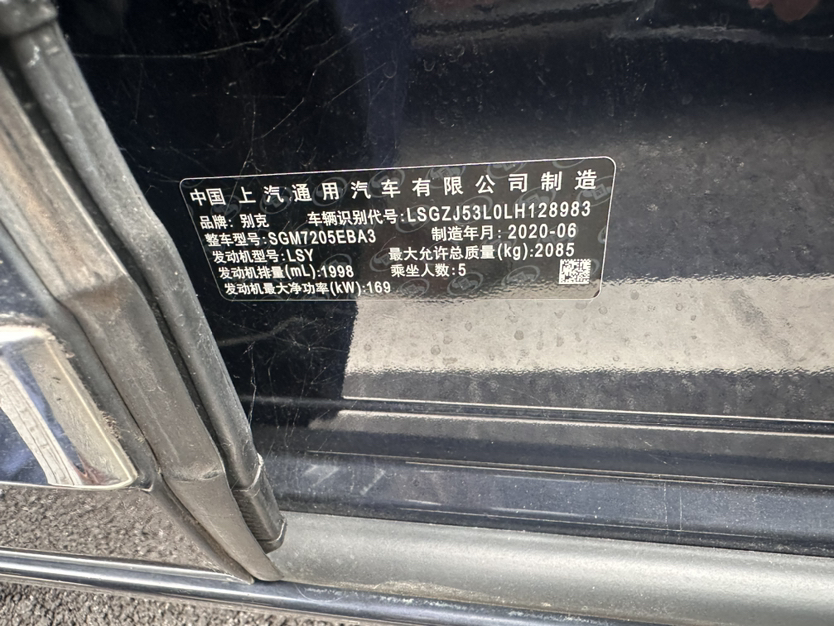 中国 上汽通用汽车有限公司制造
品牌: 别克 车辆识别代号:LSGZJ53L0LH128983
整车型号:SGM7205EBA3 制造年月: 2020-06
发动机型号:LSY 最大允许总质量(kg):2085
发动机排量(mL):1998 乘坐人数:5
发动机最大净功率(kW):169